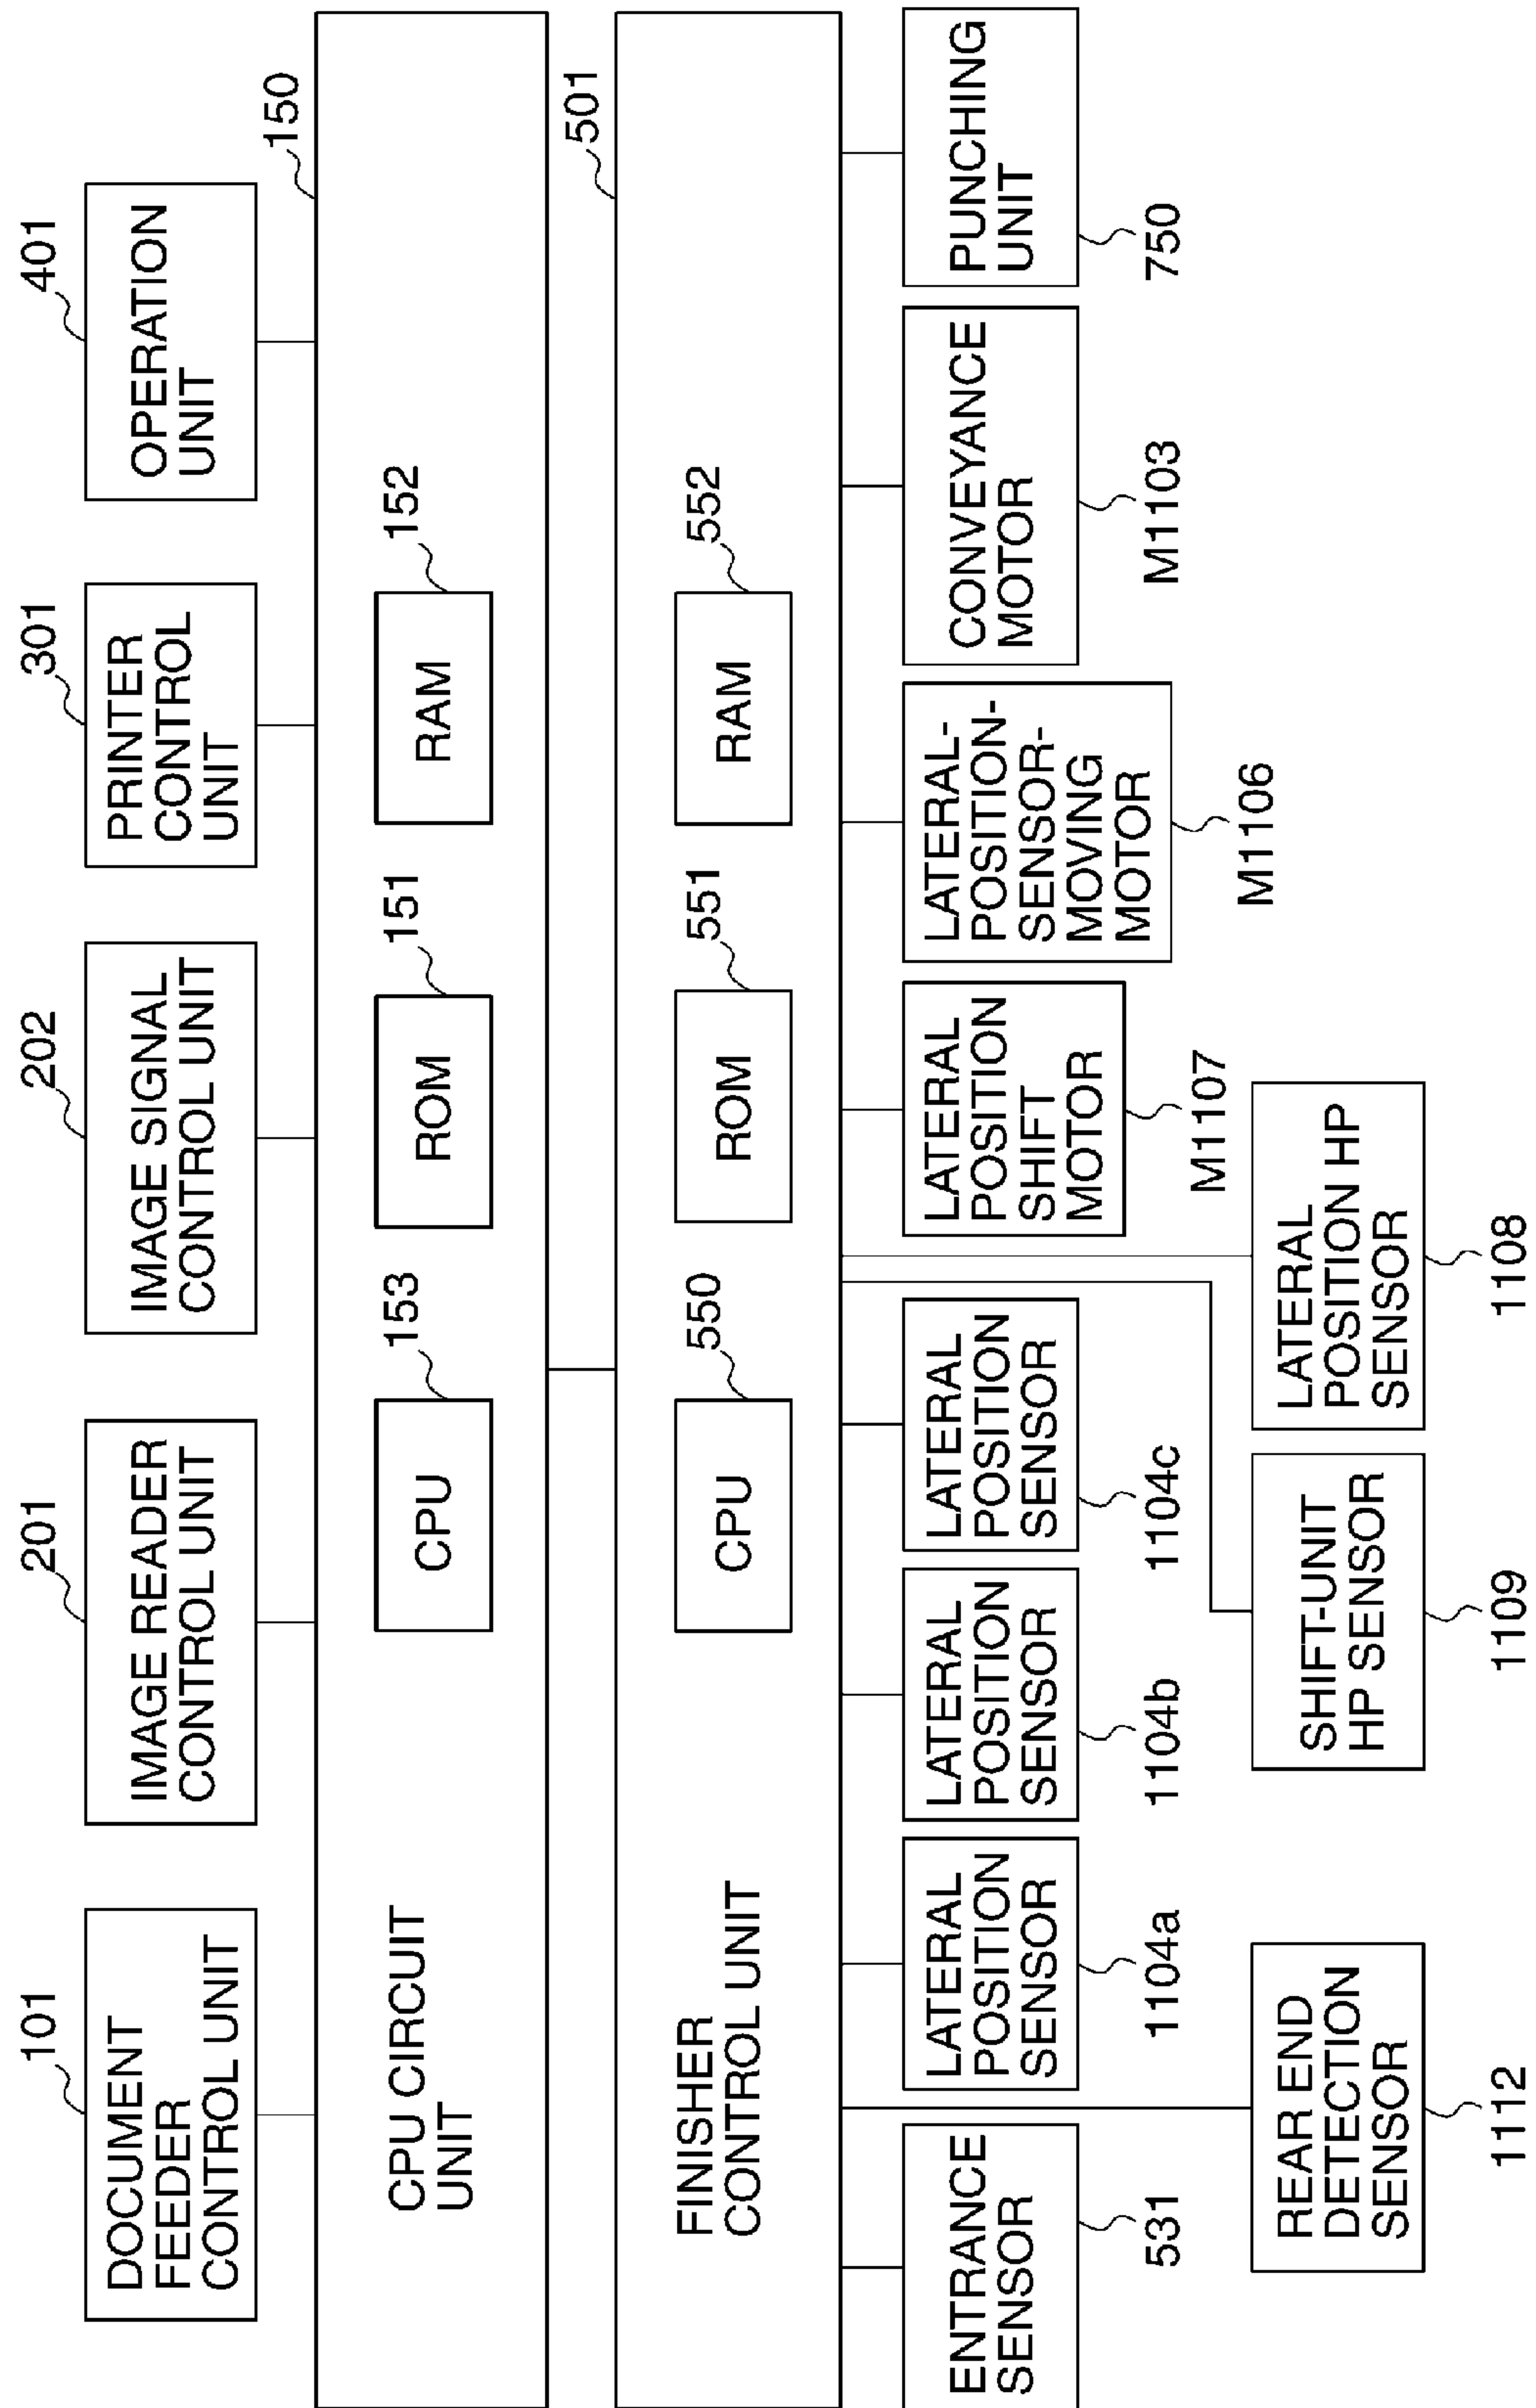 101
DOCUMENT
FEEDER
CONTROL UNIT
201
IMAGE READER
CONTROL UNIT
202
IMAGE SIGNAL
CONTROL UNIT
301
PRINTER
CONTROL
UNIT
401
OPERATION
UNIT
150
CPU CIRCUIT
UNIT
153
CPU
151
ROM
152
RAM
501
FINISHER
CONTROL UNIT
550
CPU
551
ROM
552
RAM
ENTRANCE
SENSOR
531
LATERAL
POSITION
SENSOR
1104a
LATERAL
POSITION
SENSOR
1104b
LATERAL
POSITION
SENSOR
1104c
LATERAL
POSITION
SHIFT
MOTOR
M1107
LATERAL-
POSITION-
SENSOR-
MOVING
MOTOR
M1106
CONVEYANCE
MOTOR
M1103
PUNCHING
UNIT
750
REAR END
DETECTION
SENSOR
1112
SHIFT-UNIT
HP SENSOR
1109
LATERAL
POSITION HP
SENSOR
1108